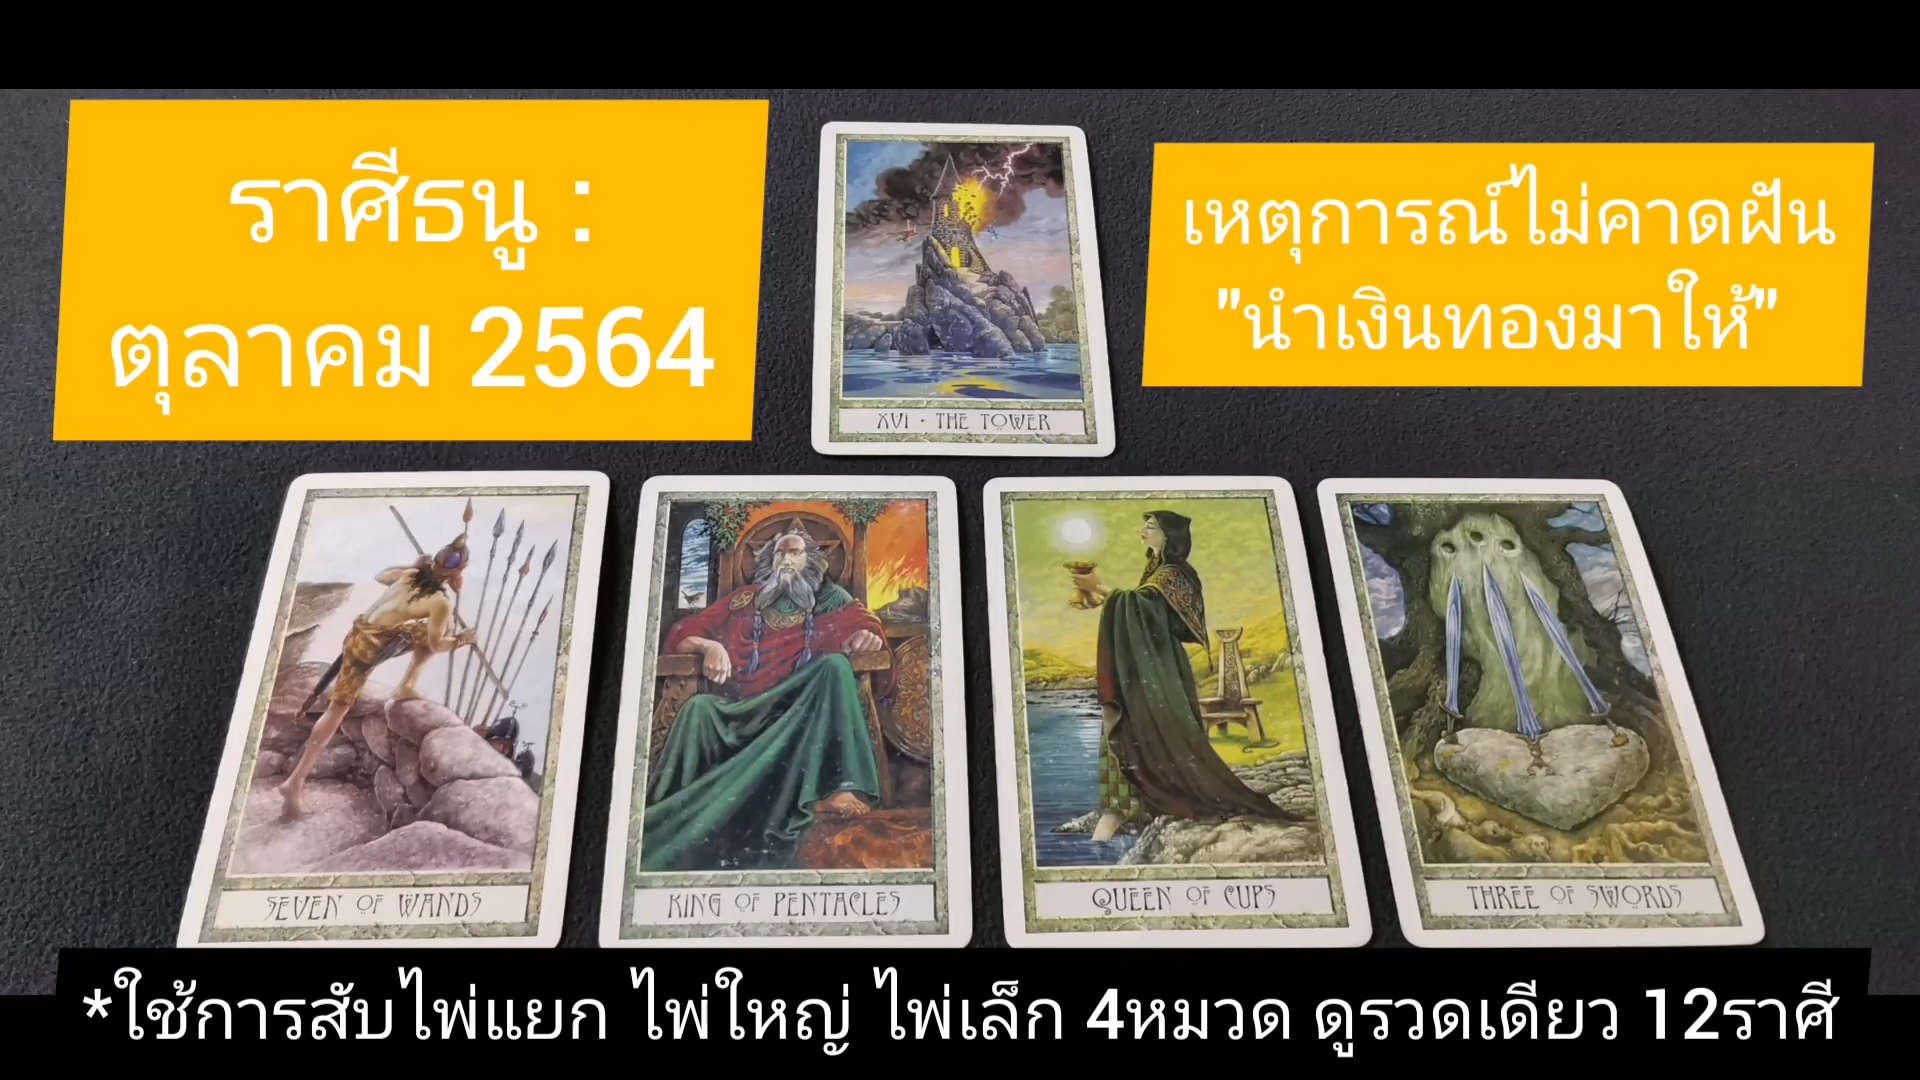 ราศีธนู :
ตุลาคม 2564
เหตุการณ์ไม่คาดฝัน
"นำเงินทองมาให้"
XVI · THE TOWER
SEVEN OF WANDS
KING OF PENTACLES
QUEEN OF CUPS
THREE OF SWORDS
*ใช้การสับไพ่แยก ไพ่ใหญ่ ไพ่เล็ก 4หมวด ดูรวดเดียว 12ราศี